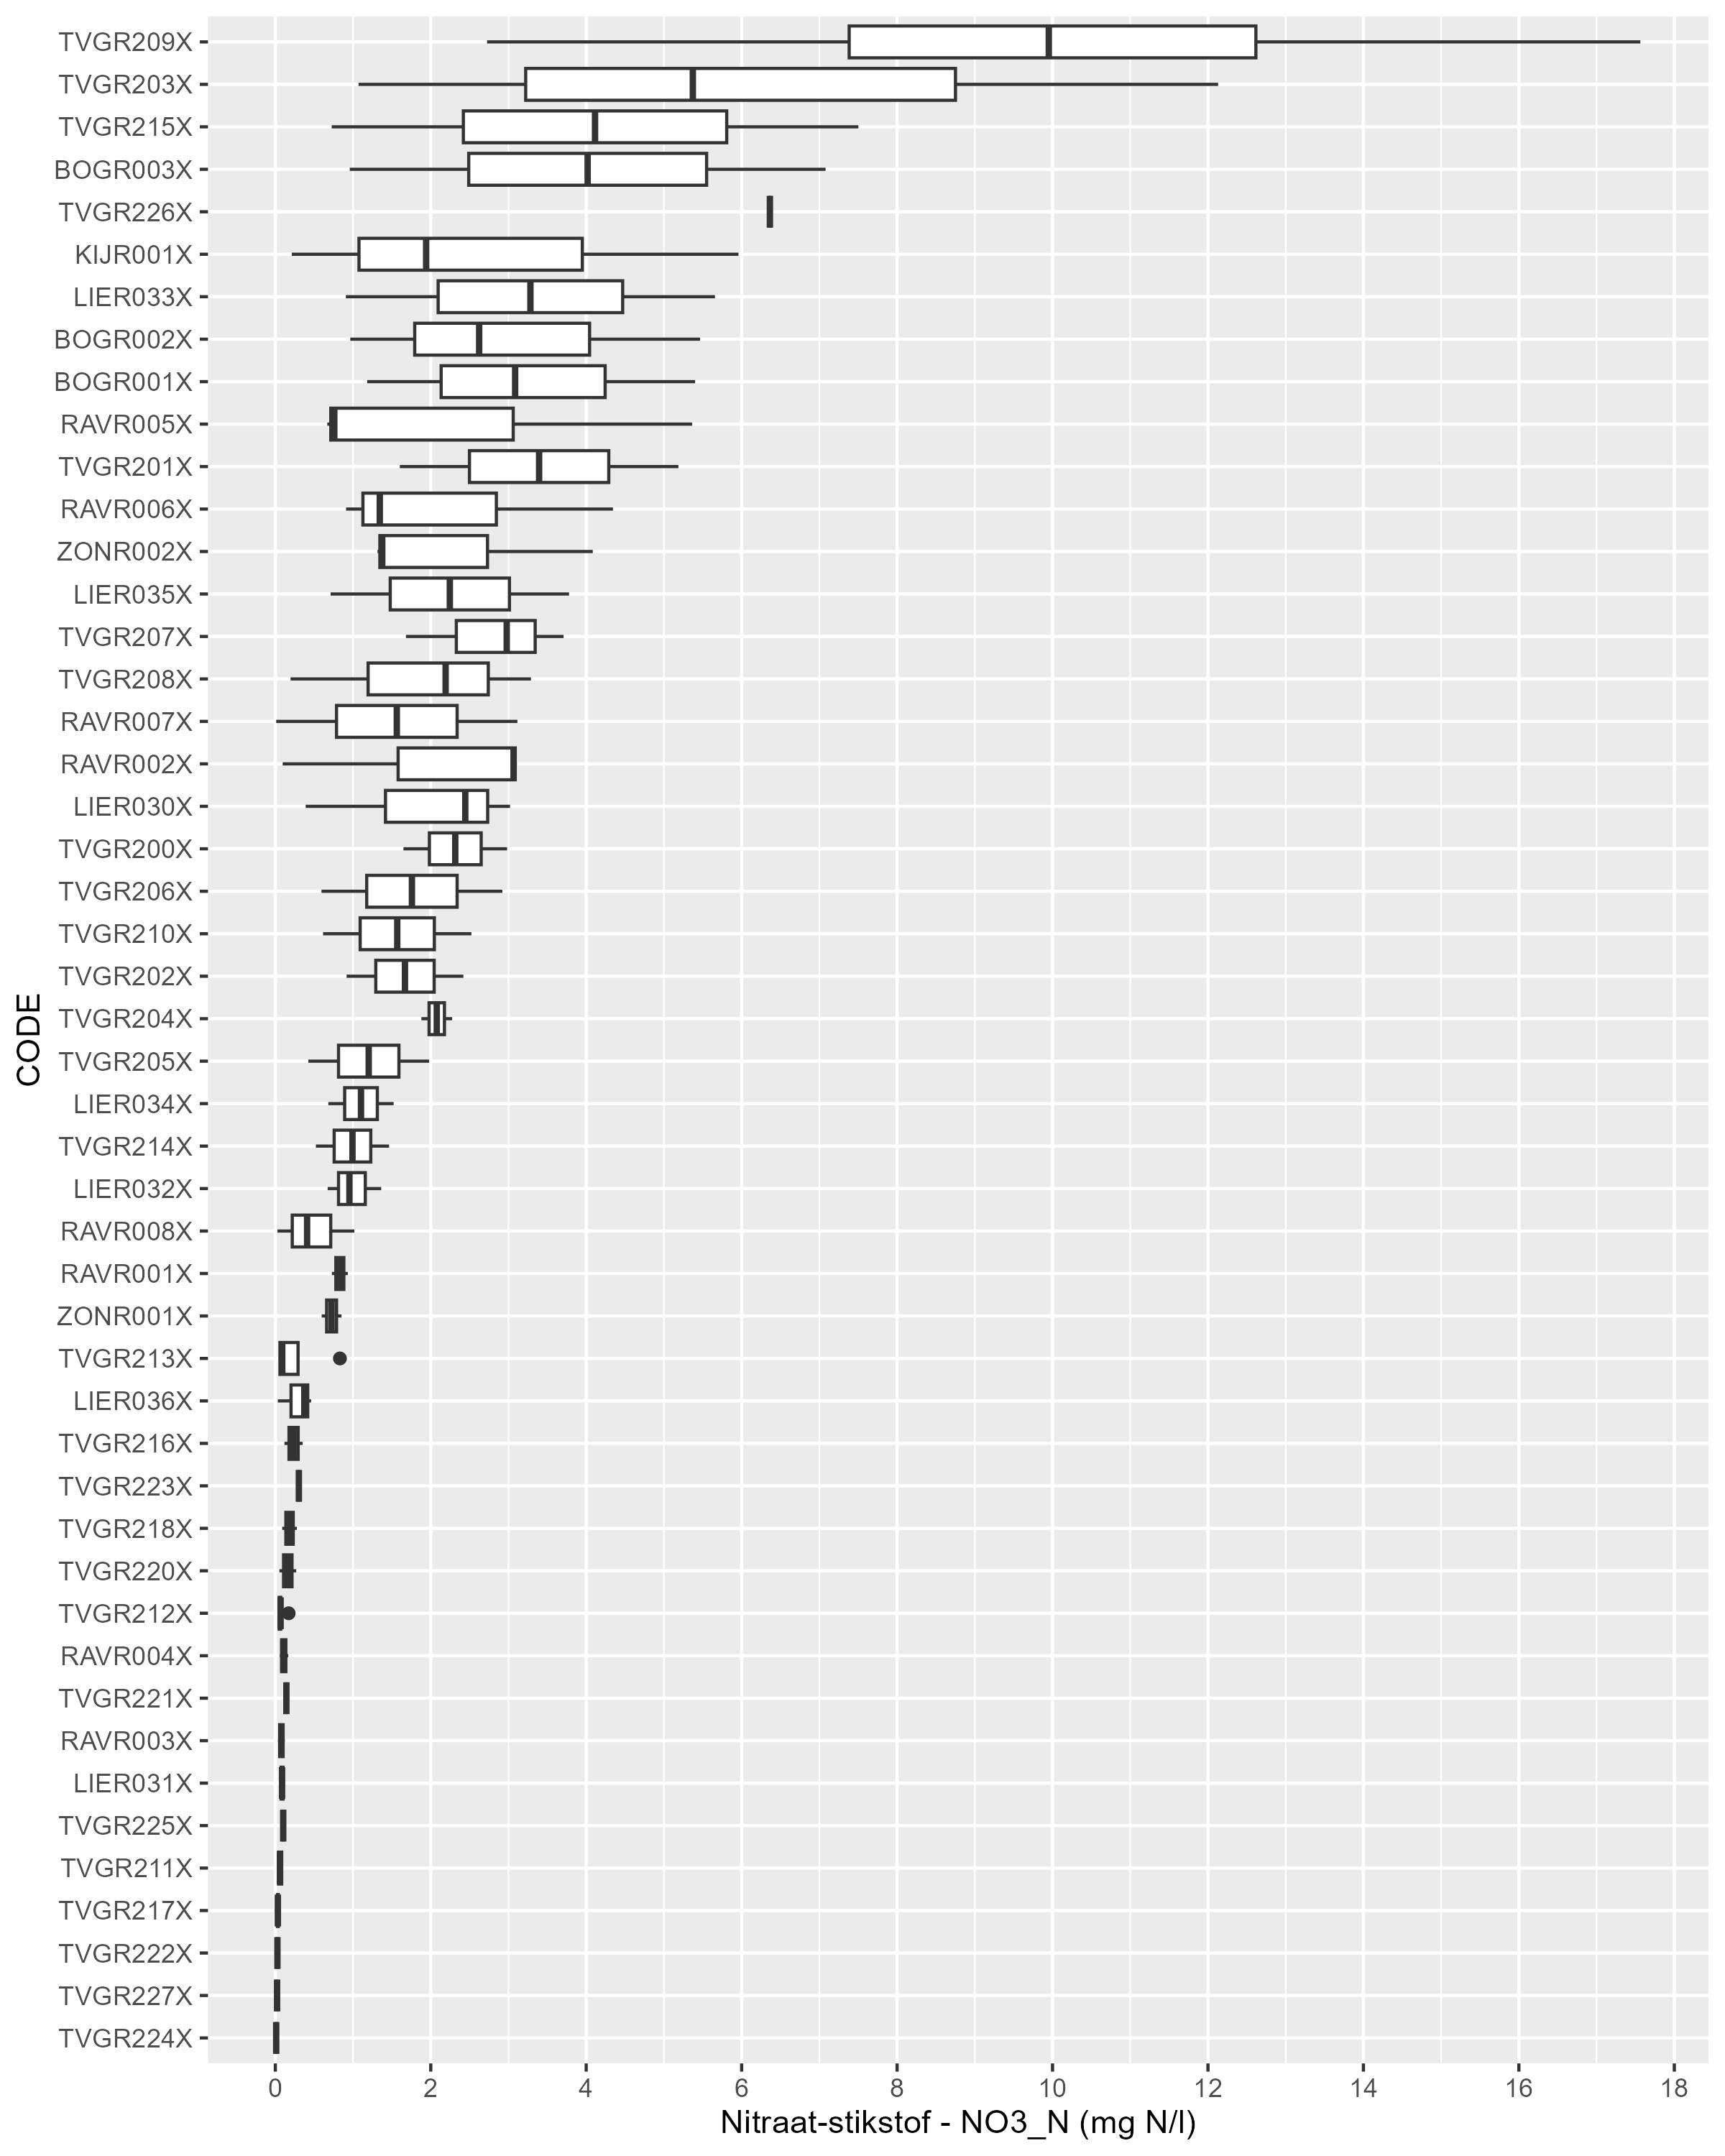 TVGR209X
TVGR203X
TVGR215X
BOGR003X
TVGR226X
KIJR001X
LIER033X
BOGR002X
BOGR001X
RAVR005X
TVGR201X
RAVR006X
ZONR002X
LIER035X
TVGR207X
TVGR208X
RAVR007X
RAVR002X
LIER030X
TVGR200X
TVGR206X
TVGR210X
TVGR202X
TVGR204X
TVGR205X
LIER034X
TVGR214X
LIER032X
RAVR008X
RAVR001X
ZONR001X
TVGR213X
LIER036X
TVGR216X
TVGR223X
TVGR218X
TVGR220X
TVGR212X
RAVR004X
TVGR221X
RAVR003X
LIER031X
TVGR225X
TVGR211X
TVGR217X
TVGR222X
TVGR227X
TVGR224X
CODE
0 2 4 6 8 10 12 14 16 18
Nitraat-stikstof - NO3_N (mg N/l)